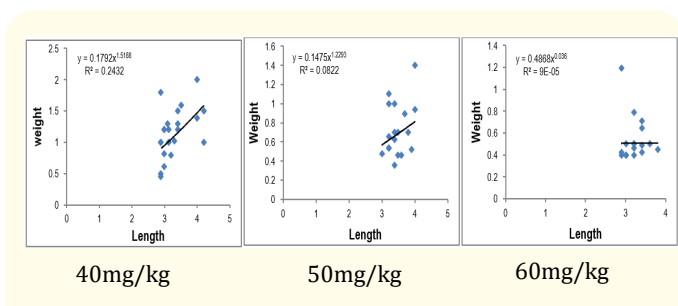 y = 0.1792x^1.5188
R² = 0.2432
weight
2.5
2
1.5
1
0.5
0
0 1 2 3 4 5
Length
40mg/kg
y = 0.1475x^1.2293
R² = 0.0822
Weight
1.6
1.4
1.2
1
0.8
0.6
0.4
0.2
0
0 1 2 3 4 5
Length
50mg/kg
y = 0.4868x^0.036
R² = 9E-05
Weight
1.4
1.2
1
0.8
0.6
0.4
0.2
0
0 1 2 3 4
Length
60mg/kg